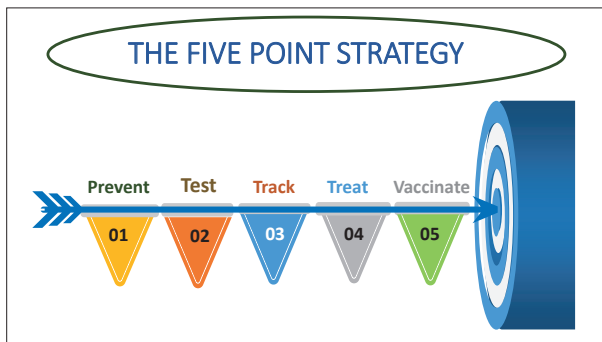 THE FIVE POINT STRATEGY
Prevent Test Track Treat Vaccinate
01 02 03 04 05